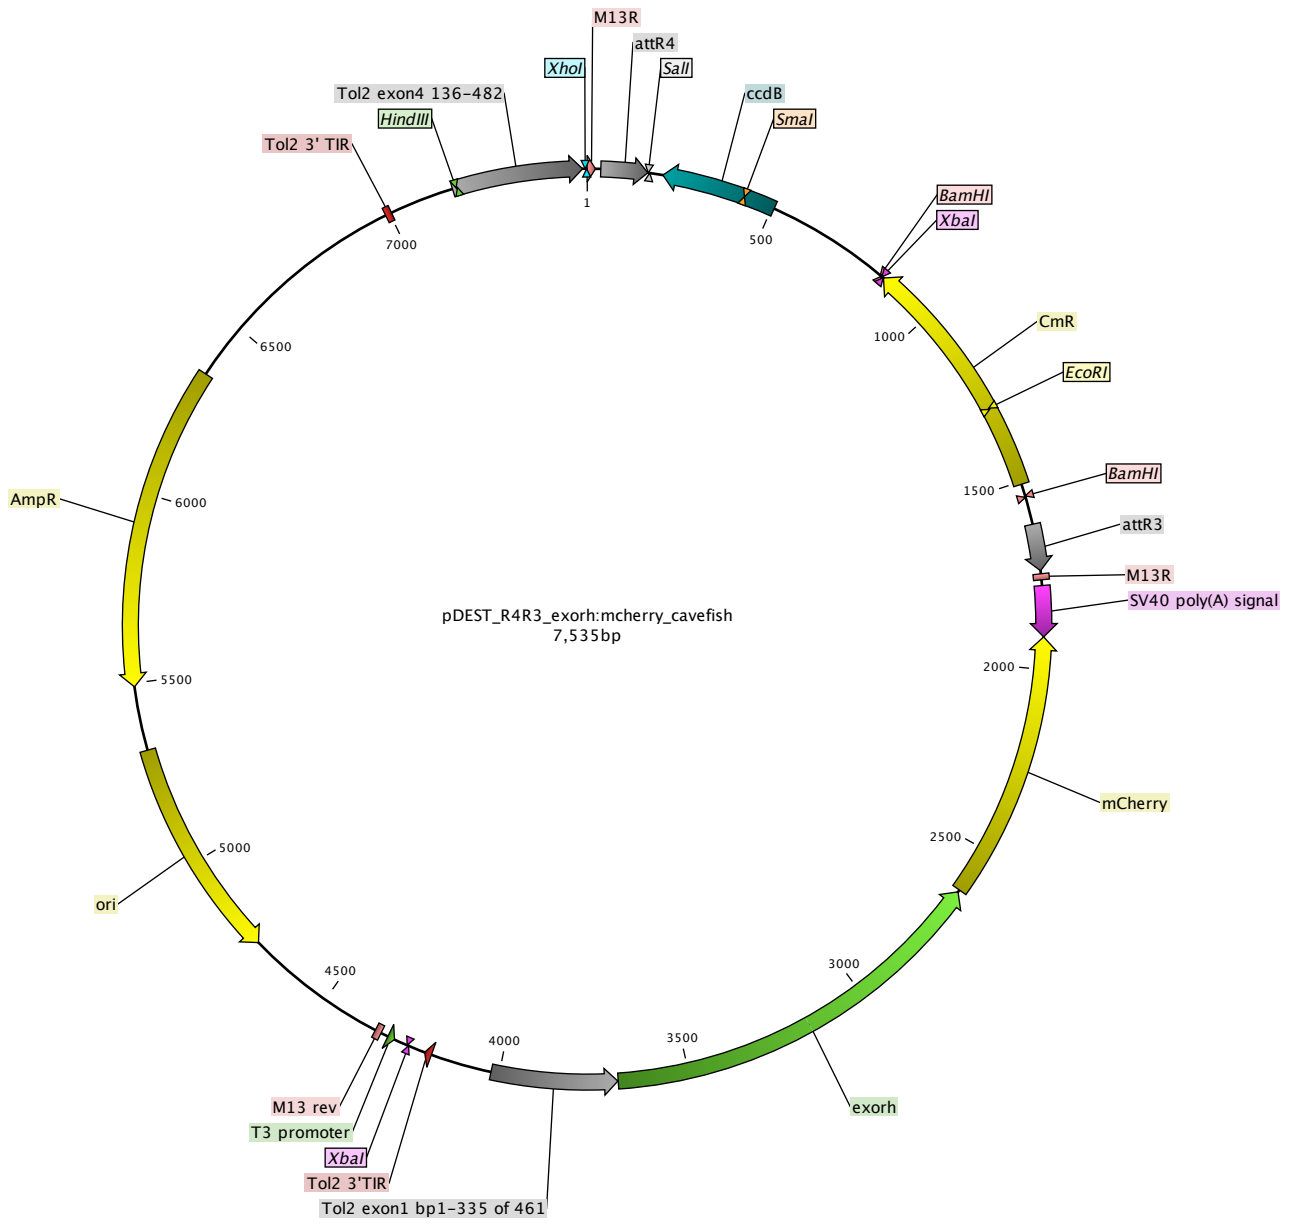 M13R
attR4
XhoI
SalI
Tol2 exon4 136-482
ccdB
HindIII
SmaI
Tol2 3' TIR
BamHI
XbaI
1
500
7000
CmR
1000
6500
EcoRI
BamHI
1500
AmpR
6000
attR3
M13R
SV40 poly(A) signal
pDEST_R4R3_exorh:mcherry_cavefish
7,535bp
2000
5500
mCherry
2500
5000
ori
3000
4500
3500
4000
M13 rev
exorh
T3 promoter
XbaI
Tol2 3'TIR
Tol2 exon1 bp1-335 of 461